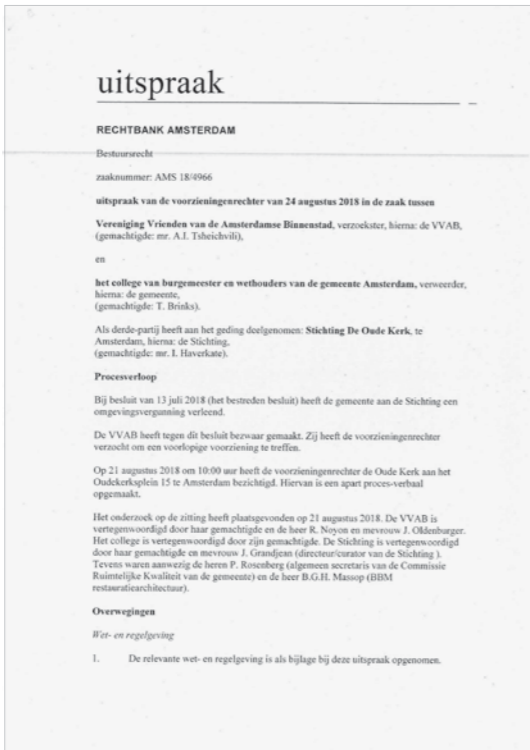 uitspraak
RECHTBANK AMSTERDAM
Bestuursrecht
zaaknummer: AMS 18/4966
uitspraak van de voorzieningenrechter van 24 augustus 2018 in de zaak tussen
Vereniging Vrienden van de Amsterdamse Binnenstad, verzoekster, hierna: de VVAB,
(gemachtigde: mr. A.I. Tsheichvili),
en
het college van burgemeester en wethouders van de gemeente Amsterdam, verweerder,
hierna: de gemeente,
(gemachtigde: T. Brinks).
Als derde-partij heeft aan het geding deelgenomen: Stichting De Oude Kerk, te
Amsterdam, hierna: de Stichting,
(gemachtigde: mr. I. Haverkate).
Procesverloop
Bij besluit van 13 juli 2018 (het bestreden besluit) heeft de gemeente aan de Stichting een
omgevingsvergunning verleend.
De VVAB heeft tegen dit besluit bezwaar gemaakt. Zij heeft de voorzieningenrechter
verzocht om een voorlopige voorziening te treffen.
Op 21 augustus 2018 om 10:00 uur heeft de voorzieningenrechter de Oude Kerk aan het
Oudekerksplein 15 te Amsterdam bezichtigd. Hiervan is een apart proces-verbaal
opgemaakt.
Het onderzoek op de zitting heeft plaatsgevonden op 21 augustus 2018. De VVAB is
vertegenwoordigd door haar gemachtigde en de heer R. Noyon en mevrouw J. Oldenburger.
Het college is vertegenwoordigd door zijn gemachtigde. De Stichting is vertegenwoordigd
door haar gemachtigde en mevrouw J. Grandjean (directeur/curator van de Stichting ).
Tevens waren aanwezig de heren P. Rosenberg (algemeen secretaris van de Commissie
Ruimtelijke Kwaliteit van de gemeente) en de heer B.G.H. Massop (BBM
restauratiearchitectuur).
Overwegingen
Wet- en regelgeving
1. De relevante wet- en regelgeving is als bijlage bij deze uitspraak opgenomen.